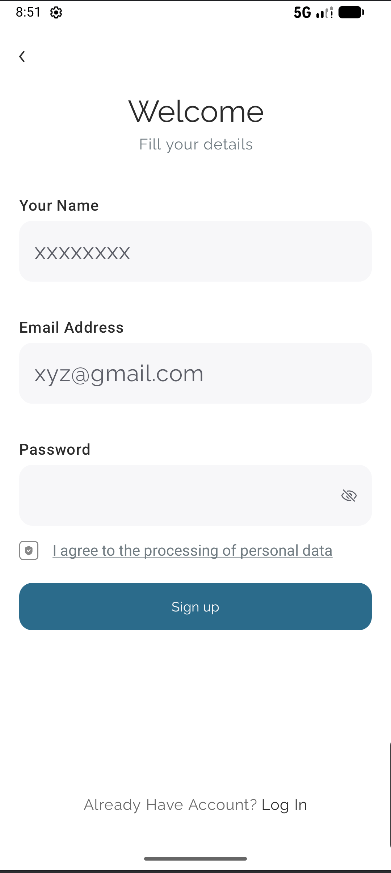 8:51 5G
Welcome
Fill your details
Your Name
XXXXXXXX
Email Address
xyz@gmail.com
Password
I agree to the processing of personal data
Sign up
Already Have Account? Log In